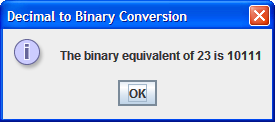 Decimal to Binary Conversion
The binary equivalent of 23 is 10111
OK